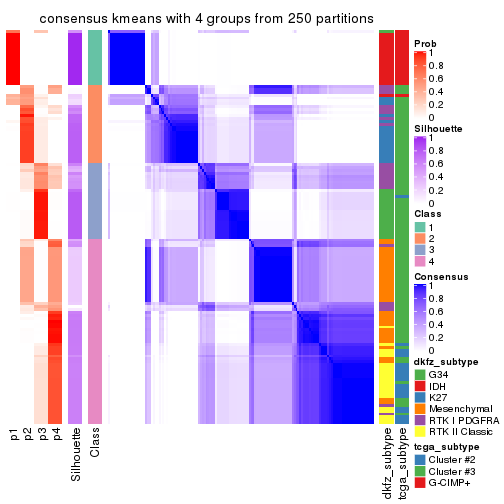 consensus kmeans with 4 groups from 250 partitions
Prob
1
0.8
0.6
0.4
0.2
0
Silhouette
1
0.8
0.6
0.4
0.2
0
Class
1
2
3
4
Consensus
1
0.8
0.6
0.4
0.2
0
dkfz_subtype
G34
IDH
K27
Mesenchymal
RTK I PDGFRA
RTK II Classic
tcga_subtype
Cluster #2
Cluster #3
G-CIMP+
p1
p2
p3
p4
Silhouette
Class
dkfz_subtype
tcga_subtype